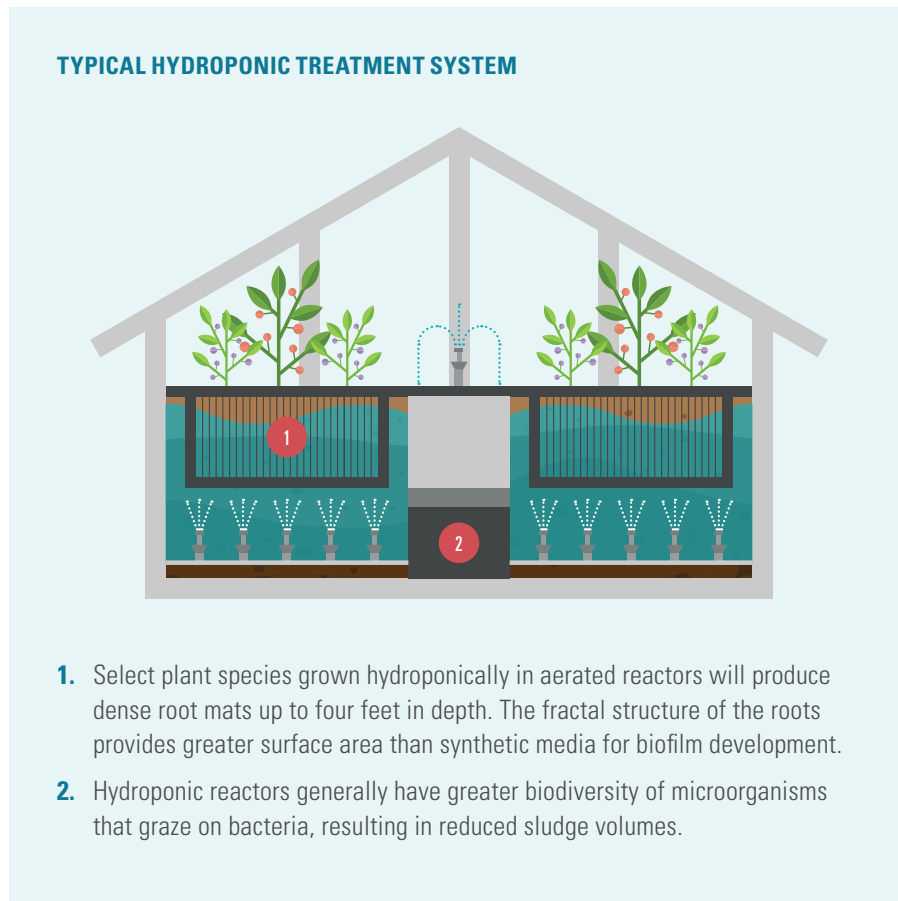 TYPICAL HYDROPONIC TREATMENT SYSTEM
1
2
1. Select plant species grown hydroponically in aerated reactors will produce
dense root mats up to four feet in depth. The fractal structure of the roots
provides greater surface area than synthetic media for biofilm development.
2. Hydroponic reactors generally have greater biodiversity of microorganisms
that graze on bacteria, resulting in reduced sludge volumes.